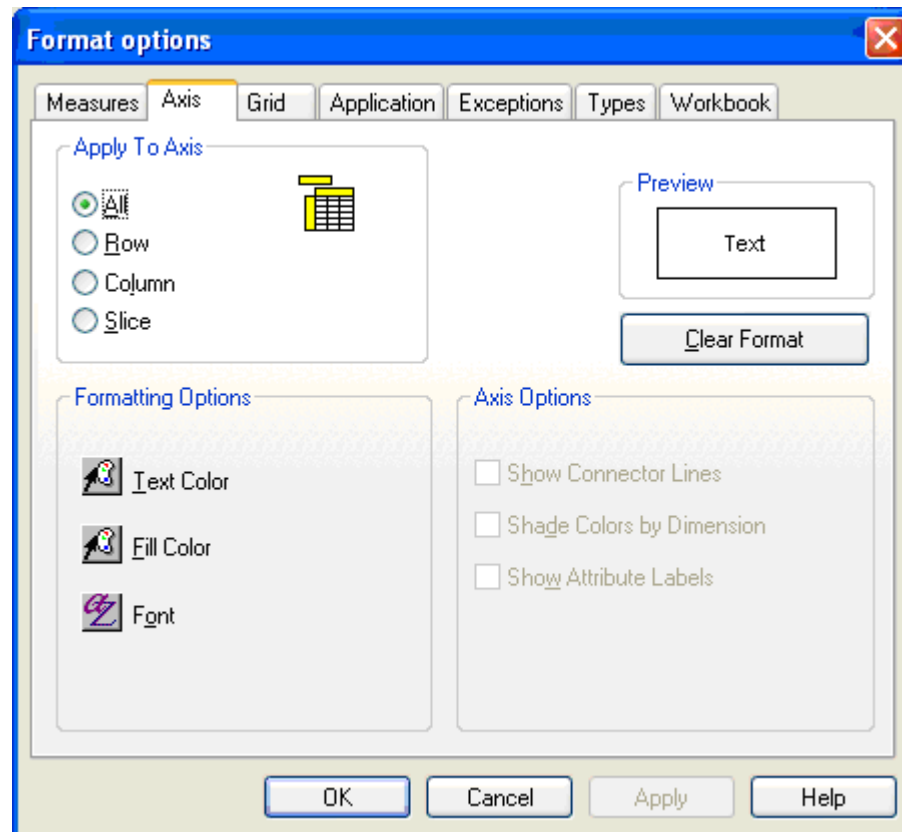 Format options
Measures Axis Grid Application Exceptions Types Workbook
Apply To Axis
All
Row
Column
Slice
Preview
Text
Clear Format
Formatting Options
Text Color
Fill Color
Font
Axis Options
Show Connector Lines
Shade Colors by Dimension
Show Attribute Labels
OK Cancel Apply Help